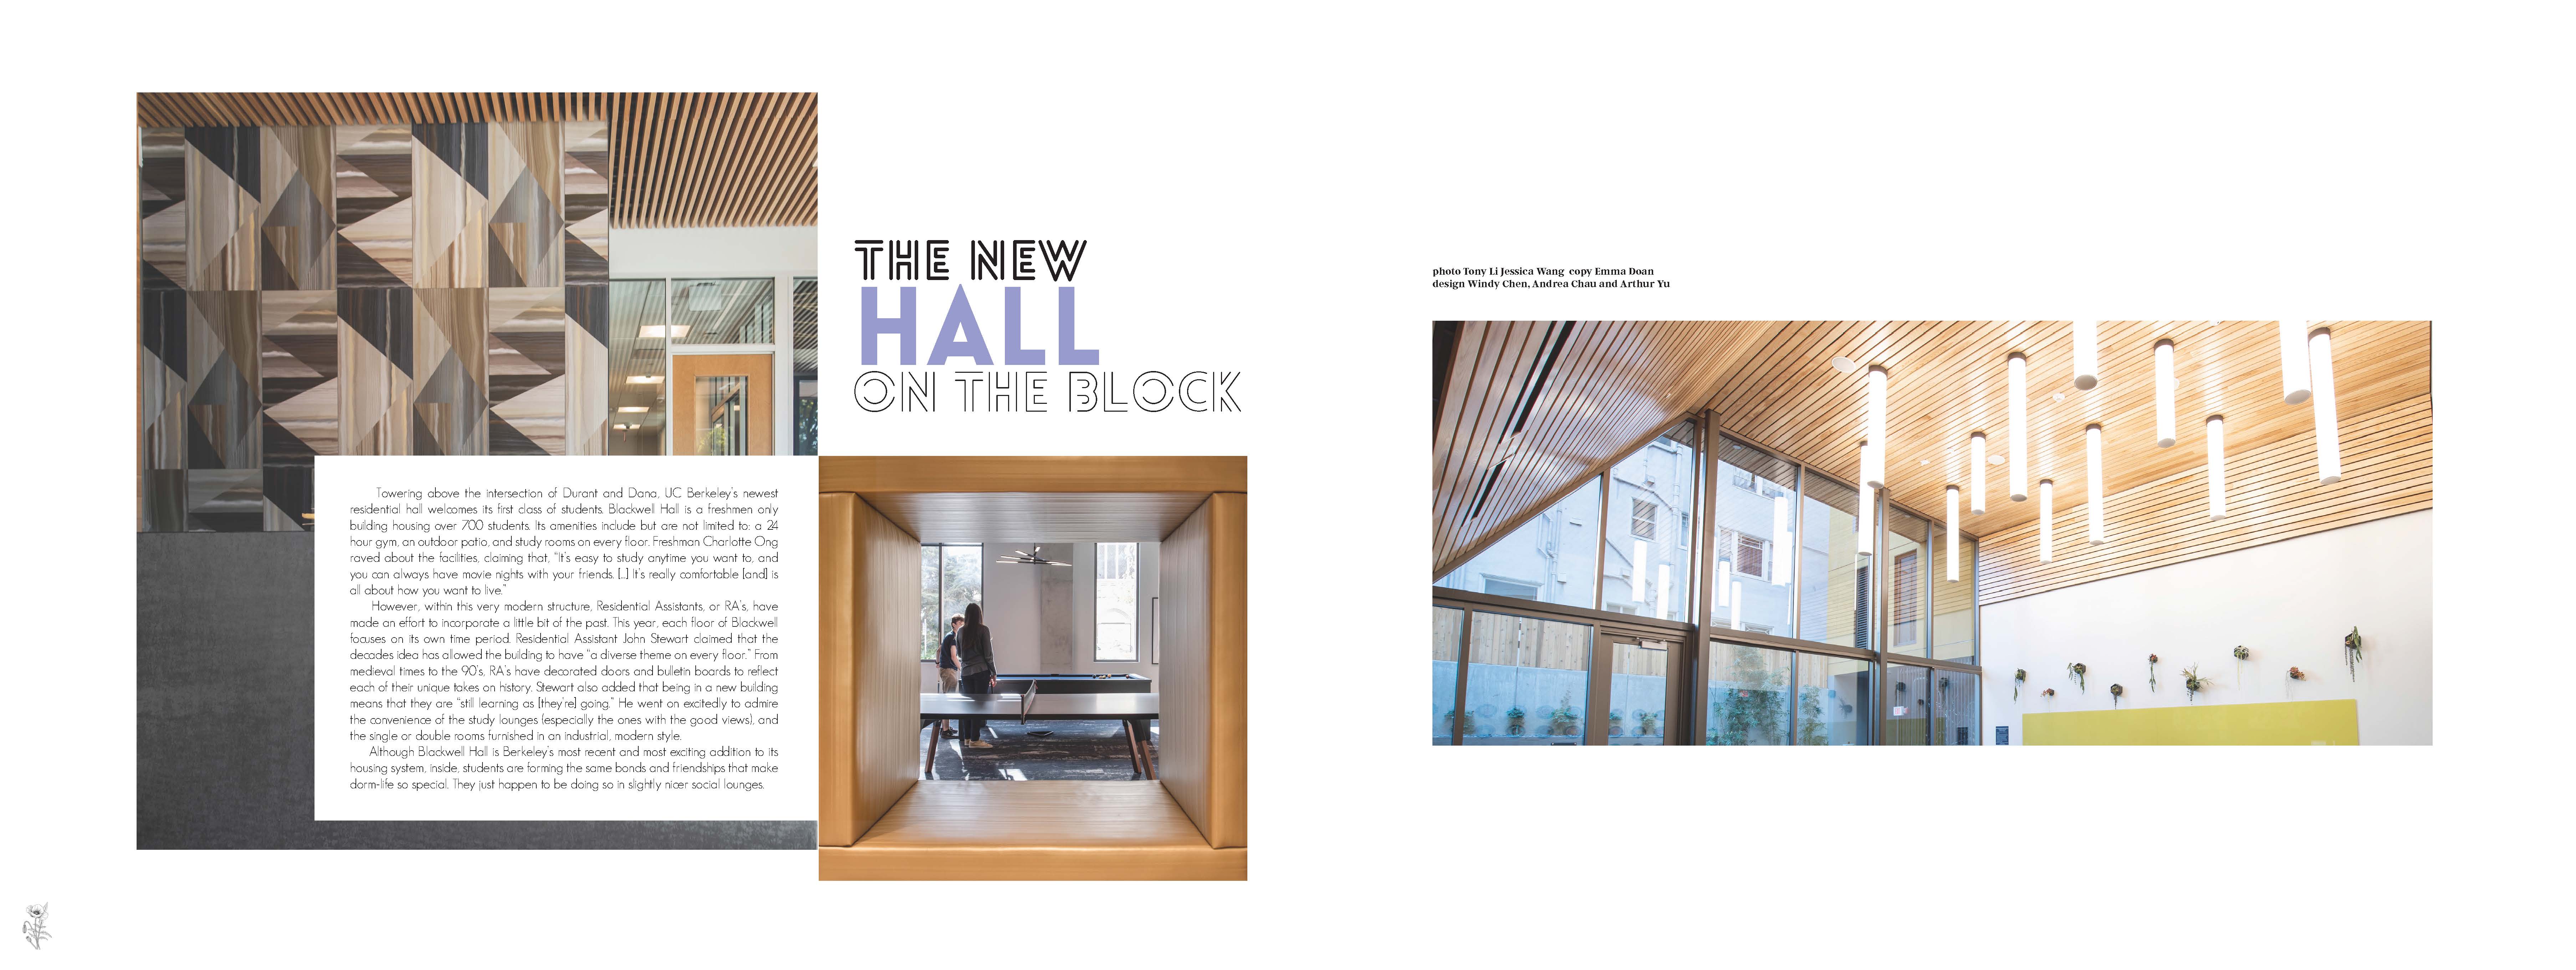 THE NEW
HALL
ON THE BLOCK
photo Tony Li Jessica Wang  copy Emma Doan
design Windy Chen, Andrea Chau and Arthur Yu
Towering above the intersection of Durant and Dana, UC Berkeley's newest
residential hall welcomes its first class of students. Blackwell Hall is a freshmen only
building housing over 700 students. Its amenities include but are not limited to: a 24
hour gym, an outdoor patio, and study rooms on every floor. Freshman Charlotte Ong
raved about the facilities, claiming that, "It's easy to study anytime you want to, and
you can always have movie nights with your friends. [...] It's really comfortable [and] is
all about how you want to live."
However, within this very modern structure, Residential Assistants, or RA's, have
made an effort to incorporate a little bit of the past. This year, each floor of Blackwell
focuses on its own time period. Residential Assistant John Stewart claimed that the
decades idea has allowed the building to have "a diverse theme on every floor." From
medieval times to the 90's, RA's have decorated doors and bulletin boards to reflect
each of their unique takes on history. Stewart also added that being in a new building
means that they are "still learning as [they're] going." He went on excitedly to admire
the convenience of the study lounges (especially the ones with the good views), and
the single or double rooms furnished in an industrial, modern style.
Although Blackwell Hall is Berkeley's most recent and most exciting addition to its
housing system, inside, students are forming the same bonds and friendships that make
dorm-life so special. They just happen to be doing so in slightly nicer social lounges.